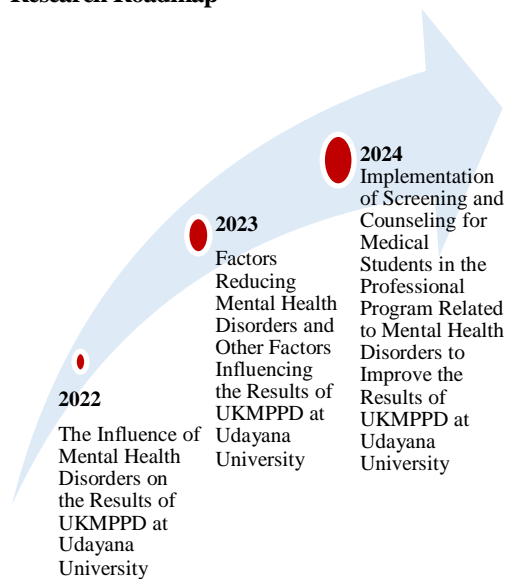 2022
The Influence of
Mental Health
Disorders on
the Results of
UKMPPD at
Udayana
University
2023
Factors
Reducing
Mental Health
Disorders and
Other Factors
Influencing
the Results of
UKMPPD at
Udayana
University
2024
Implementation
of Screening and
Counseling for
Medical
Students in the
Professional
Program Related
to Mental Health
Disorders to
Improve the
Results of
UKMPPD at
Udayana
University